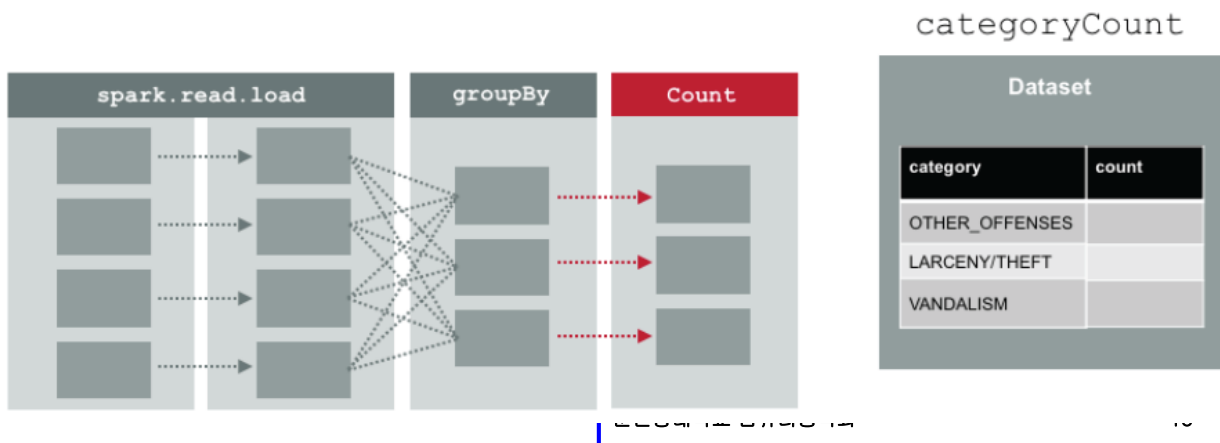 categoryCount
spark.read.load
groupBy
Count
Dataset
category count
OTHER_OFFENSES
LARCENY/THEFT
VANDALISM